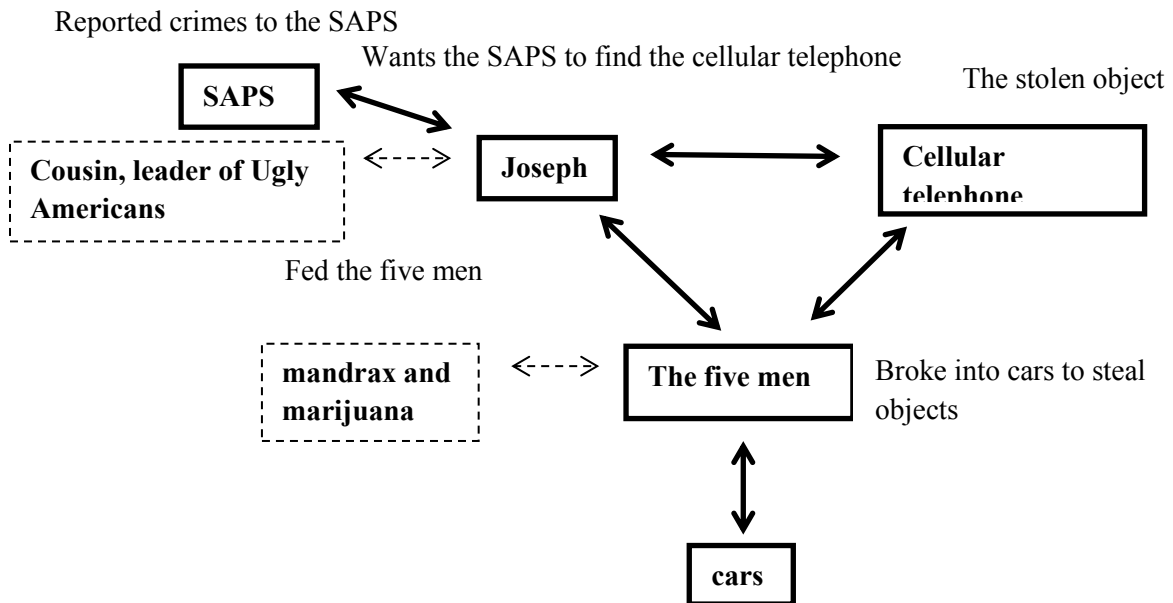 Reported crimes to the SAPS
Wants the SAPS to find the cellular telephone
The stolen object
SAPS
Cousin, leader of Ugly
Americans
Joseph
Cellular
telephone
Fed the five men
mandrax and
marijuana
The five men
Broke into cars to steal
objects
cars